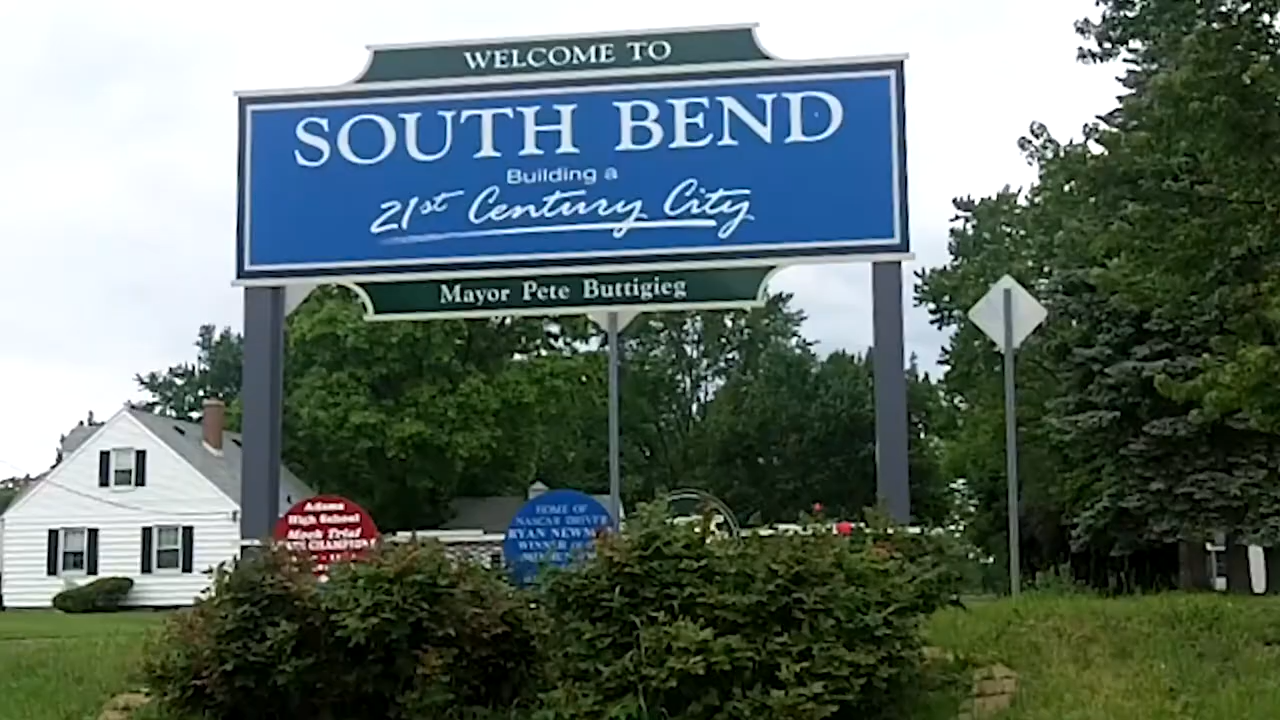 WELCOME TO
SOUTH BEND
Building a
21st Century City
Mayor Pete Buttigieg
Adams
High School
Mock Trial
HOME OF
NASCAR DRIVER
RYAN NEWMAN
WINNER